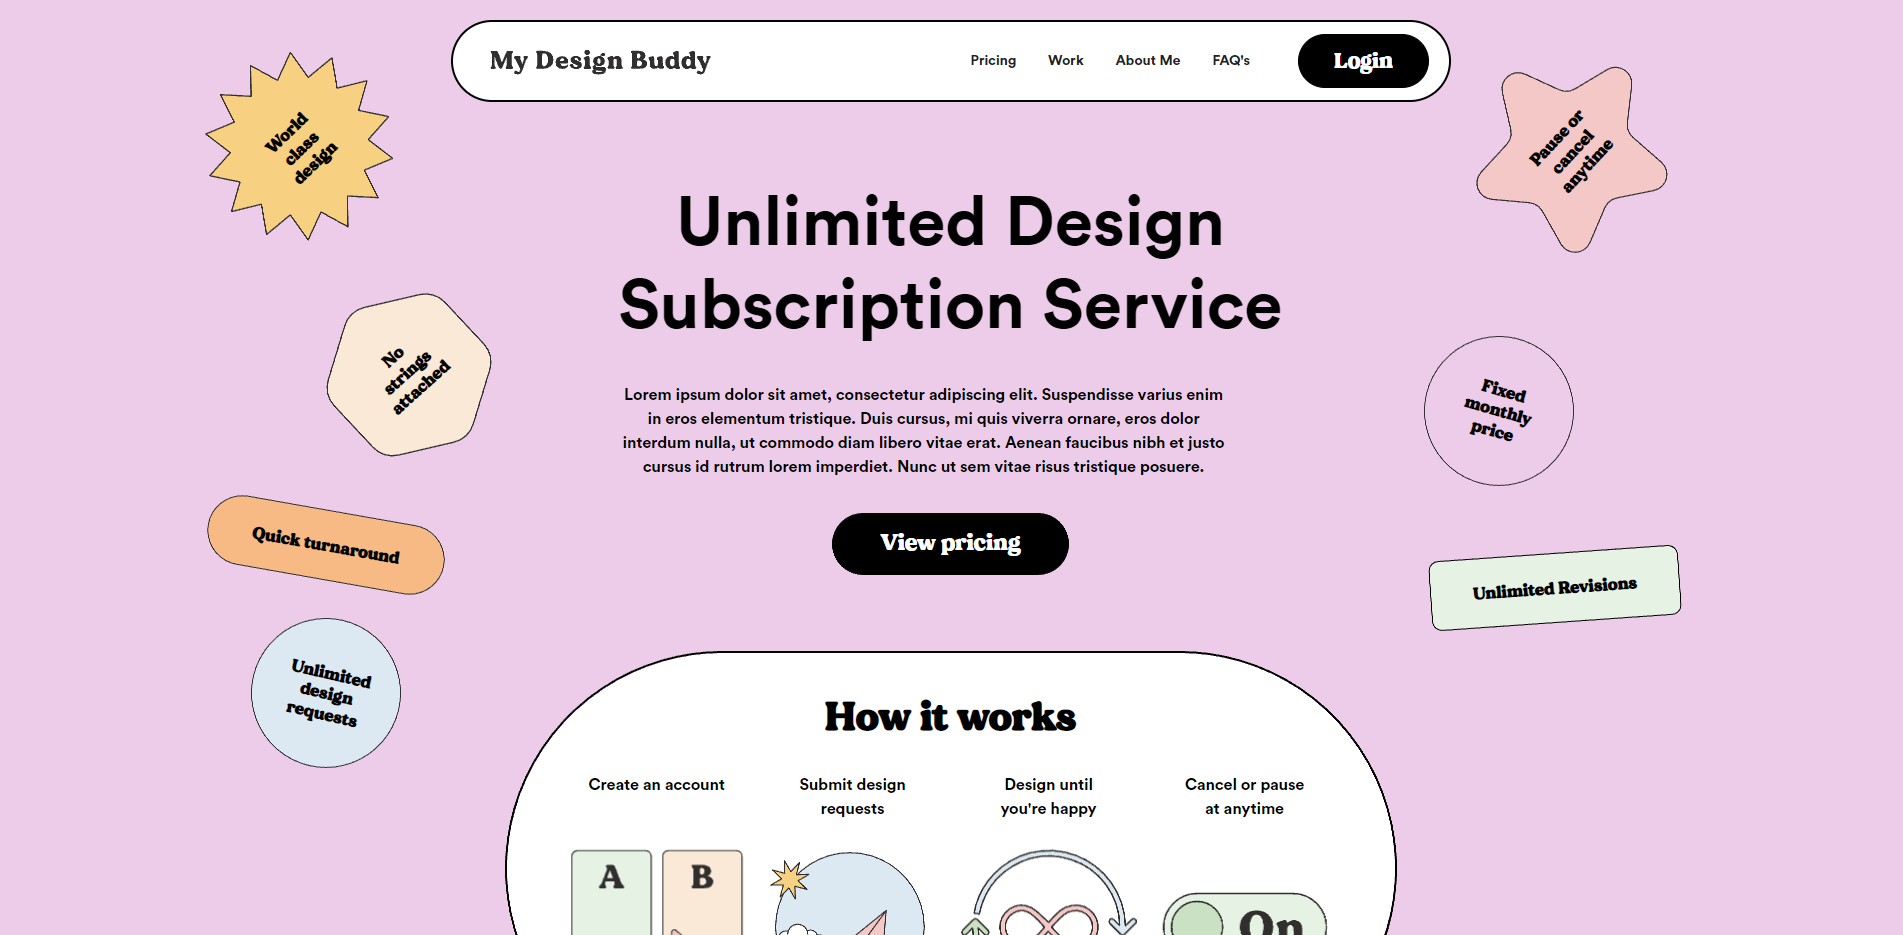 My Design Buddy
Pricing
Work
About Me
FAQ's
Login
World
class
design
Pause or
cancel
anytime
Unlimited Design
Subscription Service
No
strings
attached
Fixed
monthly
price
Lorem ipsum dolor sit amet, consectetur adipiscing elit. Suspendisse varius enim
in eros elementum tristique. Duis cursus, mi quis viverra ornare, eros dolor
interdum nulla, ut commodo diam libero vitae erat. Aenean faucibus nibh et justo
cursus id rutrum lorem imperdiet. Nunc ut sem vitae risus tristique posuere.
View pricing
Quick turnaround
Unlimited Revisions
Unlimited
design
requests
How it works
Create an account
Submit design
requests
Design until
you're happy
Cancel or pause
at anytime
A
B
On